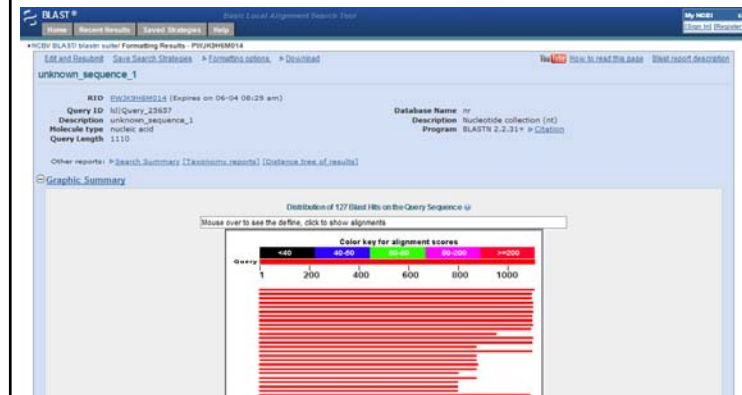 BLAST®
Basic Local Alignment Search Tool
My NCBI
Home Recent Results Saved Strategies Help
[Sign In] [Register]
NCBI/ BLAST/ blastn suite/ Formatting Results - PWJK9H6M014
Edit and Resubmit Save Search Strategies Formatting options Download
You Tube How to read this page Blast report description
unknown_sequence_1
RID (Expires on 06-04 08:29 am)
Query ID lcl|Query_23657
Description unknown_sequence_1
Molecule type nucleic acid
Query Length 1110
Database Name nr
Description Nucleotide collection (nt)
Program BLASTN 2.2.31+ Citation
Other reports: Search Summary [Taxonomy reports] [Distance tree of results]
Graphic Summary
Distribution of 127 Blast Hits on the Query Sequence
Mouse over to see the define, click to show alignments
Color key for alignment scores
<40 40-50 50-80 80-200 >=200
Query
1 200 400 600 800 1000